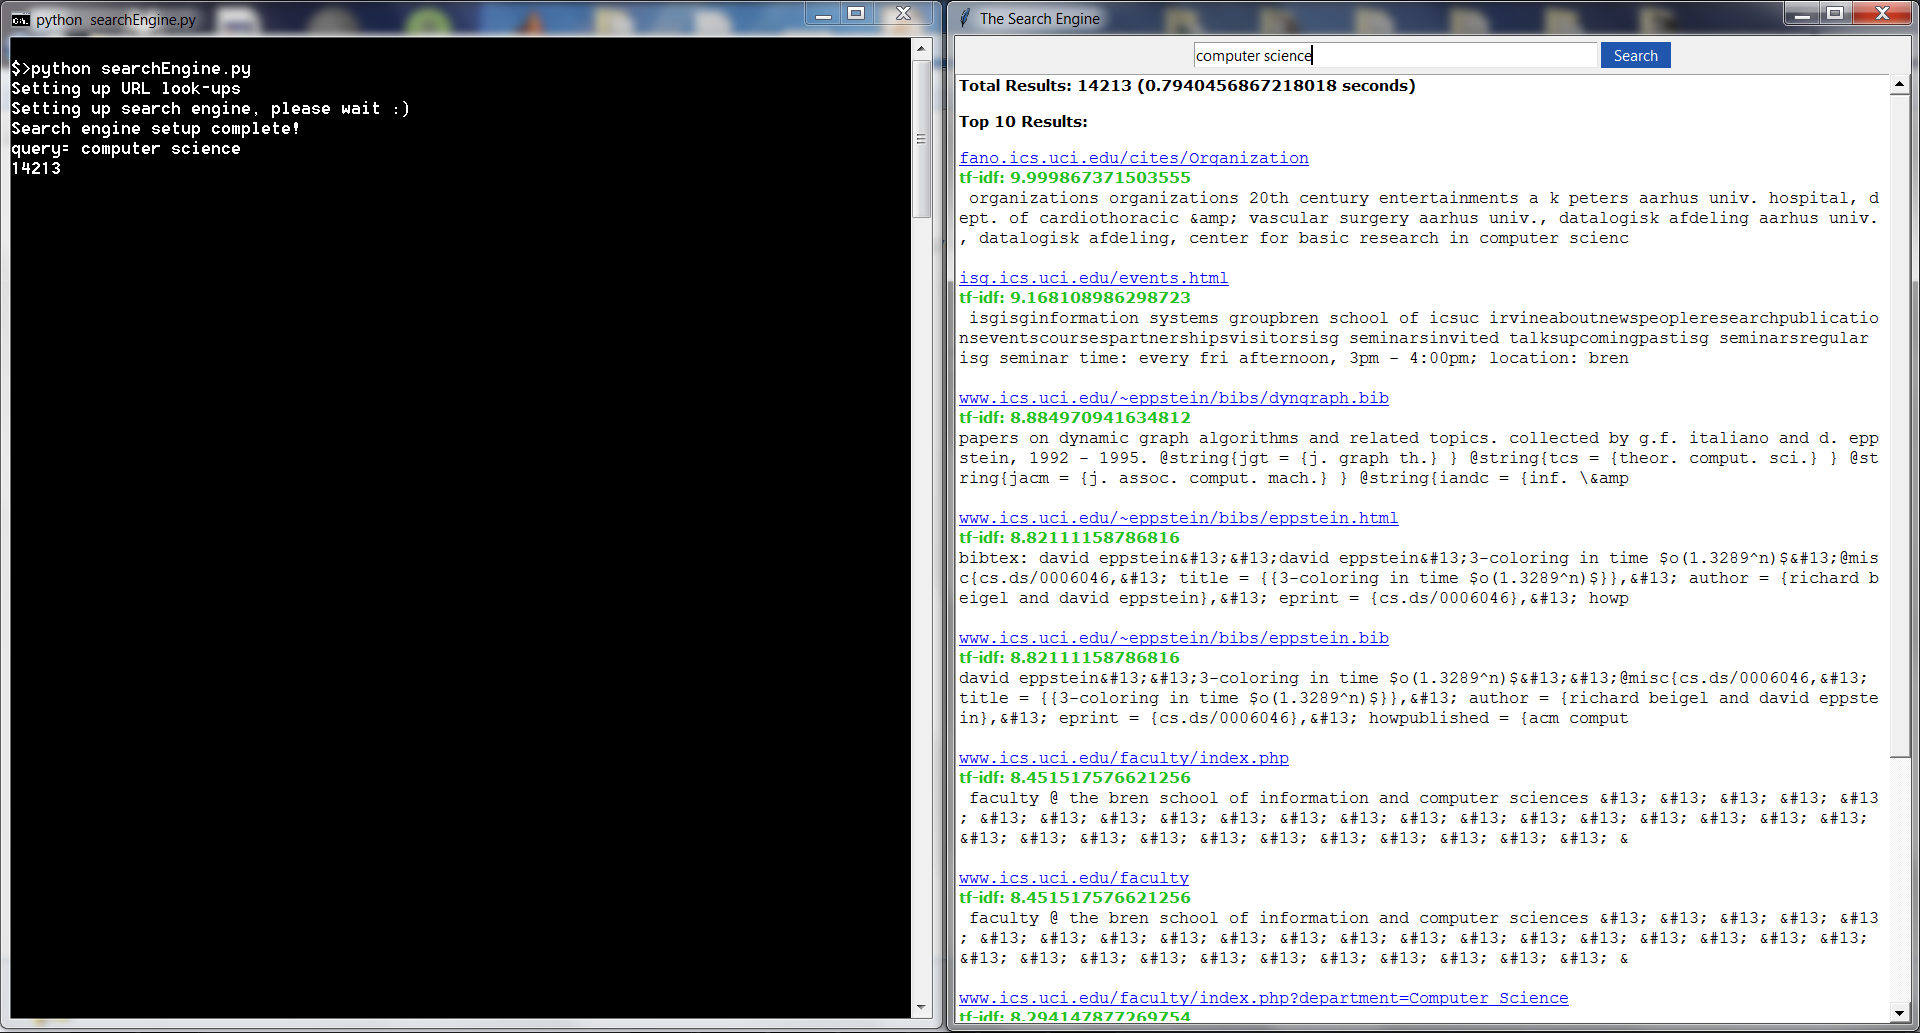 python  searchEngine.py
$>python searchEngine.py
Setting up URL look-ups
Setting up search engine, please wait :)
Search engine setup complete!
query= computer science
14213
The Search Engine
computer science
Search
Total Results: 14213 (0.7940456867218018 seconds)
Top 10 Results:
fano.ics.uci.edu/cites/Organization
tf-idf: 9.999867371503555
organizations organizations 20th century entertainments a k peters aarhus univ. hospital, d
ept. of cardiothoracic &amp; vascular surgery aarhus univ., datalogisk afdeling aarhus univ.
, datalogisk afdeling, center for basic research in computer scienc
isg.ics.uci.edu/events.html
tf-idf: 9.168108986298723
isgisginformation systems groupbren school of icsuc irvineaboutnewspeopleresearchpublicatio
nseventscoursespartnershipsvisitorsisg seminarsinvited talksupcomingpastisg seminarsregular
isg seminar time: every fri afternoon, 3pm - 4:00pm; location: bren
www.ics.uci.edu/~eppstein/bibs/dyngraph.bib
tf-idf: 8.884970941634812
papers on dynamic graph algorithms and related topics. collected by g.f. italiano and d. epp
stein, 1992 - 1995. @string{jgt = {j. graph th.} } @string{tcs = {theor. comput. sci.} } @st
ring{jacm = {j. assoc. comput. mach.} } @string{iandc = {inf. \&amp
www.ics.uci.edu/~eppstein/bibs/eppstein.html
tf-idf: 8.82111158786816
bibtex: david eppstein&#13;&#13;david eppstein&#13;3-coloring in time $o(1.3289^n)$&#13;@mis
c{cs.ds/0006046,&#13; title = {{3-coloring in time $o(1.3289^n)$}},&#13; author = {richard b
eigel and david eppstein},&#13; eprint = {cs.ds/0006046},&#13; howp
www.ics.uci.edu/~eppstein/bibs/eppstein.bib
tf-idf: 8.82111158786816
david eppstein&#13;&#13;3-coloring in time $o(1.3289^n)$&#13;&#13;@misc{cs.ds/0006046,&#13;
title = {{3-coloring in time $o(1.3289^n)$}},&#13; author = {richard beigel and david eppste
in},&#13; eprint = {cs.ds/0006046},&#13; howpublished = {acm comput
www.ics.uci.edu/faculty/index.php
tf-idf: 8.451517576621256
faculty @ the bren school of information and computer sciences &#13; &#13; &#13; &#13; &#13
; &#13; &#13; &#13; &#13; &#13; &#13; &#13; &#13; &#13; &#13; &#13; &#13; &#13; &#13; &#13;
&#13; &#13; &#13; &#13; &#13; &#13; &#13; &#13; &#13; &#13; &#13; &
www.ics.uci.edu/faculty
tf-idf: 8.451517576621256
faculty @ the bren school of information and computer sciences &#13; &#13; &#13; &#13; &#13
; &#13; &#13; &#13; &#13; &#13; &#13; &#13; &#13; &#13; &#13; &#13; &#13; &#13; &#13; &#13;
&#13; &#13; &#13; &#13; &#13; &#13; &#13; &#13; &#13; &#13; &#13; &
www.ics.uci.edu/faculty/index.php?department=Computer Science
tf-idf: 8.294147877269754